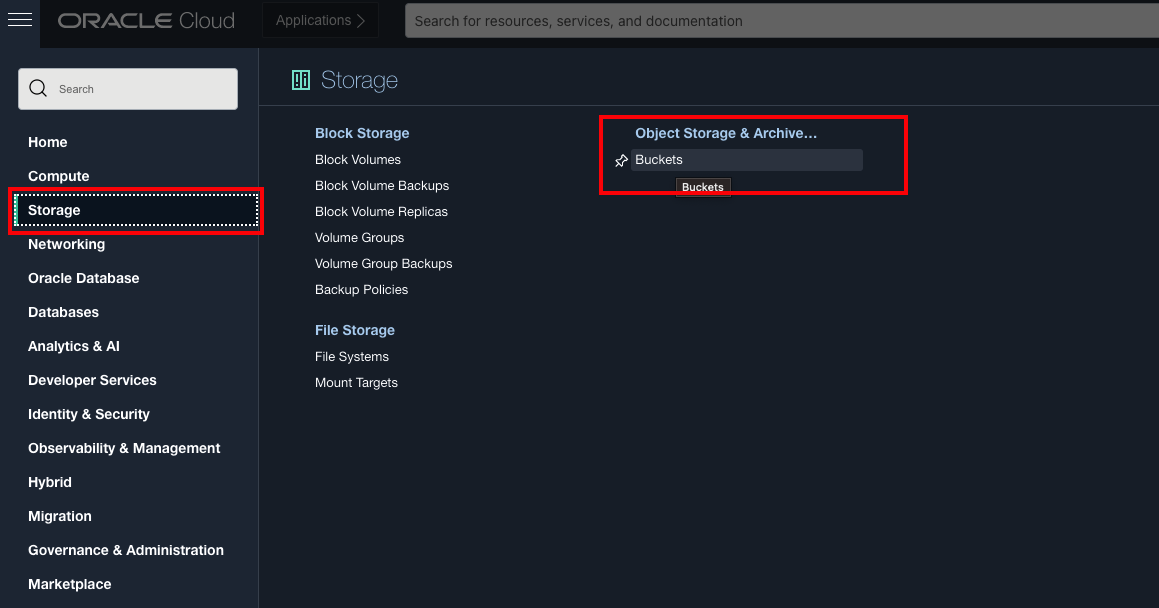 ORACLE Cloud
Applications
Search for resources, services, and documentation
Search
Home
Compute
Storage
Networking
Oracle Database
Databases
Analytics & AI
Developer Services
Identity & Security
Observability & Management
Hybrid
Migration
Governance & Administration
Marketplace
Storage
Block Storage
Block Volumes
Block Volume Backups
Block Volume Replicas
Volume Groups
Volume Group Backups
Backup Policies
File Storage
File Systems
Mount Targets
Object Storage & Archive...
Buckets
Buckets